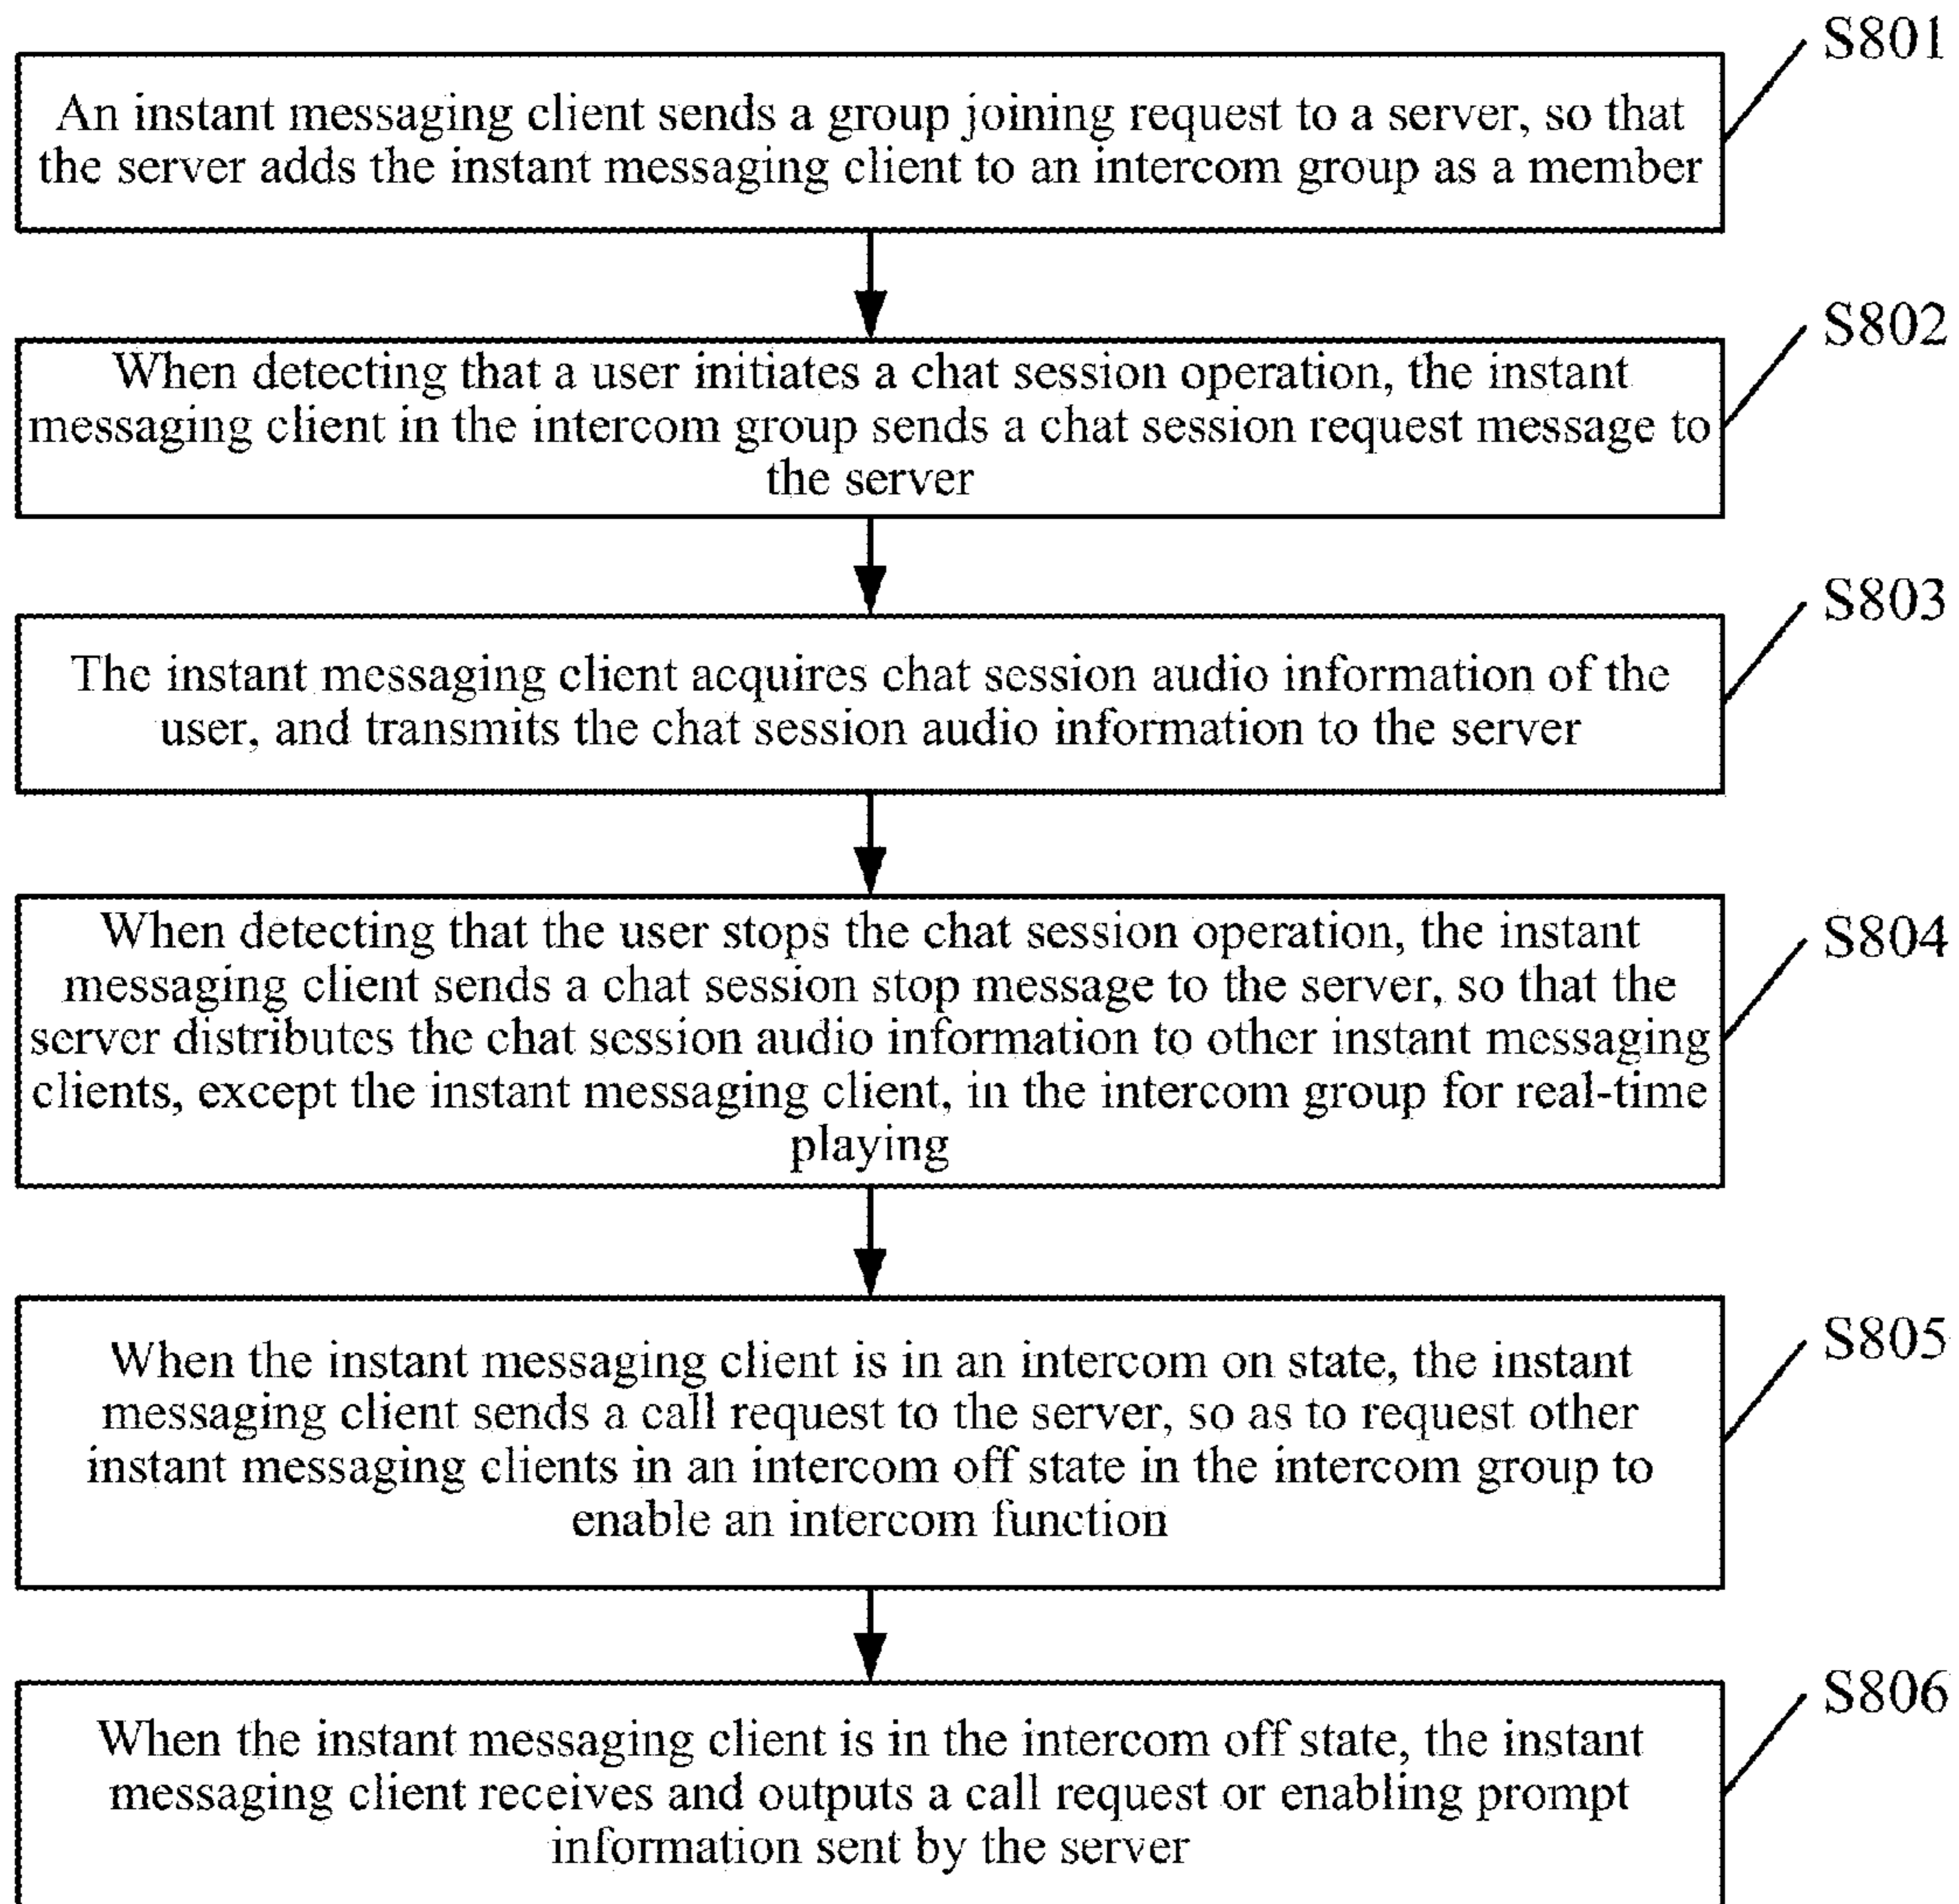 S801
An instant messaging client sends a group joining request to a server, so that
the server adds the instant messaging client to an intercom group as a member
S802
When detecting that a user initiates a chat session operation, the instant
messaging client in the intercom group sends a chat session request message to
the server
S803
The instant messaging client acquires chat session audio information of the
user, and transmits the chat session audio information to the server
S804
When detecting that the user stops the chat session operation, the instant
messaging client sends a chat session stop message to the server, so that the
server distributes the chat session audio information to other instant messaging
clients, except the instant messaging client, in the intercom group for real-time
playing
S805
When the instant messaging client is in an intercom on state, the instant
messaging client sends a call request to the server, so as to request other
instant messaging clients in an intercom off state in the intercom group to
enable an intercom function
S806
When the instant messaging client is in the intercom off state, the instant
messaging client receives and outputs a call request or enabling prompt
information sent by the server